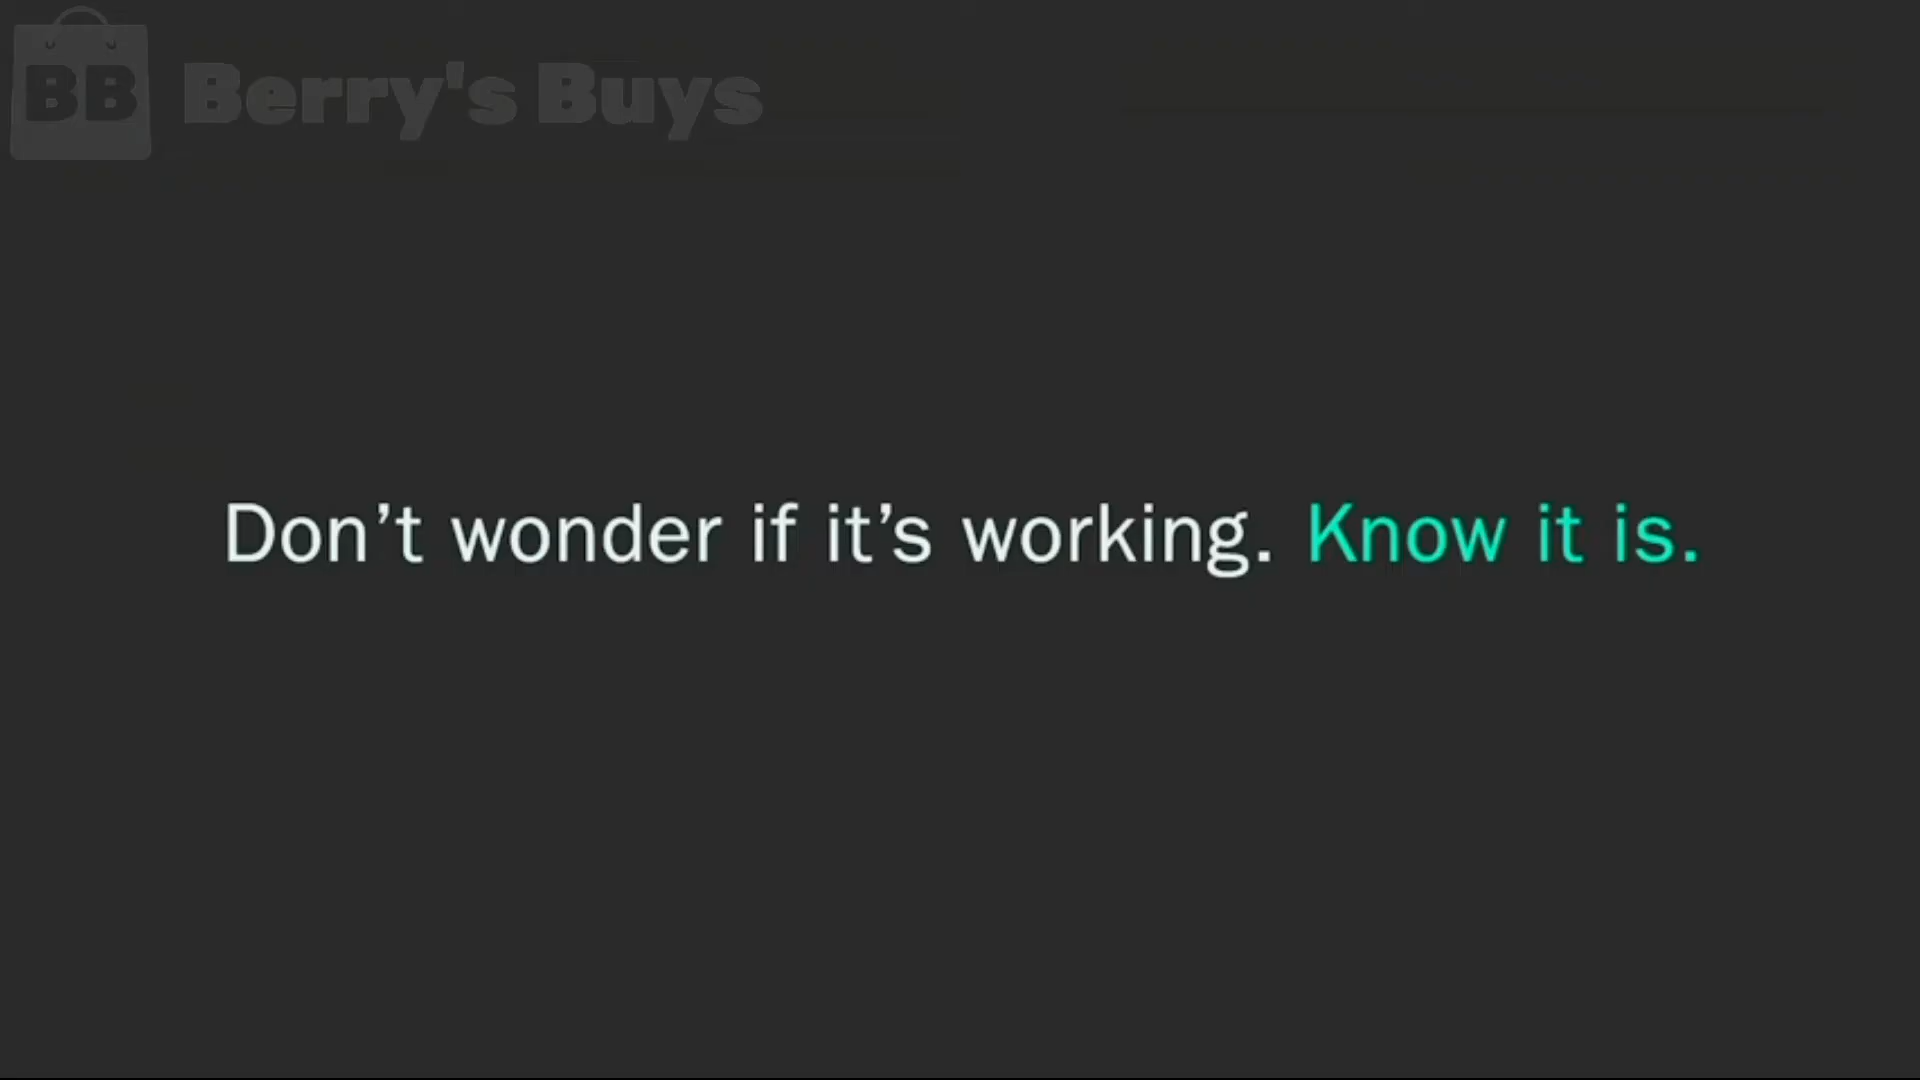 BB Berry's Buys
Don’t wonder if it’s working. Know it is.